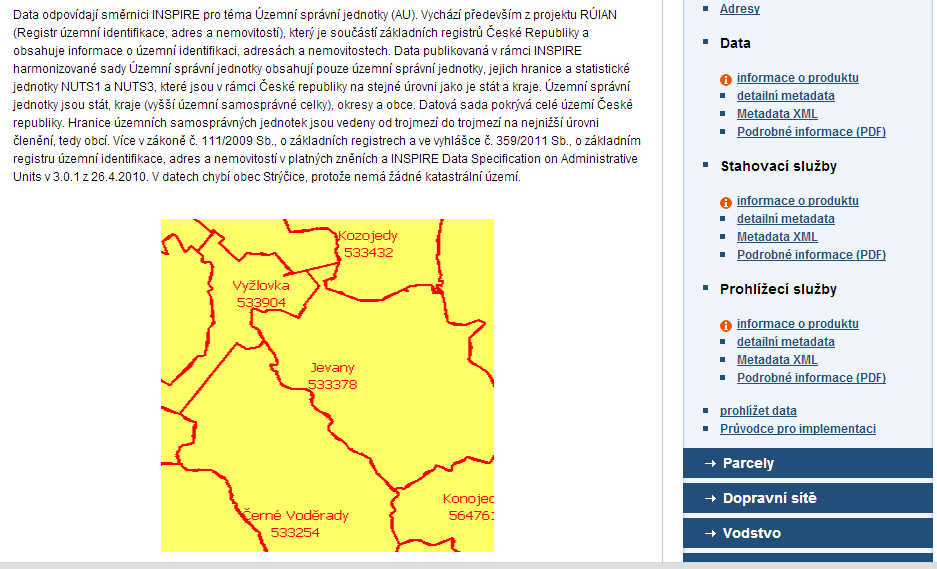 Data odpovídají směrnici INSPIRE pro téma Územní správní jednotky (AU). Vychází především z projektu RÚIAN
(Registr územní identifikace, adres a nemovitostí), který je součástí základních registrů České Republiky a
obsahuje informace o územní identifikaci, adresách a nemovitostech. Data publikovaná v rámci INSPIRE
harmonizované sady Územní správní jednotky obsahují pouze územní správní jednotky, jejich hranice a statistické
jednotky NUTS1 a NUTS3, které jsou v rámci České republiky na stejné úrovni jako je stát a kraje. Územní správní
jednotky jsou stát, kraje (vyšší územní samosprávné celky), okresy a obce. Datová sada pokrývá celé území České
republiky. Hranice územních samosprávných jednotek jsou vedeny od trojmezí do trojmezí na nejnižší úrovni
členění, tedy obcí. Více v zákoně č. 111/2009 Sb., o základních registrech a ve vyhlášce č. 359/2011 Sb., o základním
registru územní identifikace, adres a nemovitostí v platných zněních a INSPIRE Data Specification on Administrative
Units v 3.0.1 z 26.4.2010. V datech chybí obec Strýčice, protože nemá žádné katastrální území.
Kozojedy
533432
Vyžlovka
533904
Jevany
533378
Černé Voděrady
533254
Konojed
564761
Adresy
Data
informace o produktu
detailní metadata
Metadata XML
Podrobné informace (PDF)
Stahovací služby
informace o produktu
detailní metadata
Metadata XML
Podrobné informace (PDF)
Prohlížecí služby
informace o produktu
detailní metadata
Metadata XML
Podrobné informace (PDF)
prohlížet data
Průvodce pro implementaci
Parcely
Dopravní sítě
Vodstvo